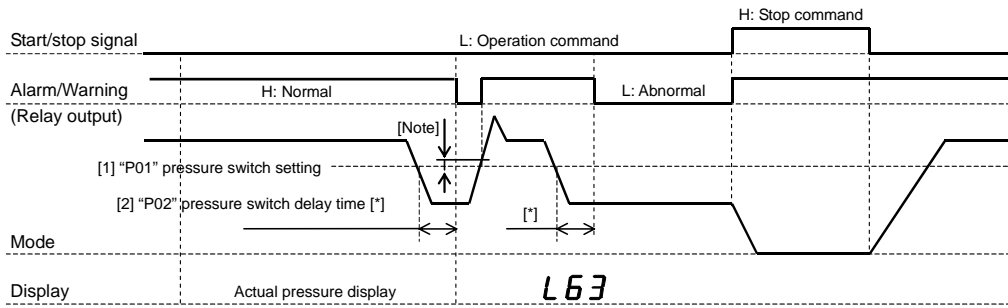 H: Stop command
Start/stop signal
L: Operation command
Alarm/Warning
(Relay output)
H: Normal
L: Abnormal
[Note]
[1] “P01” pressure switch setting
[2] “P02” pressure switch delay time [*]
[*]
Mode
Display
Actual pressure display
L63